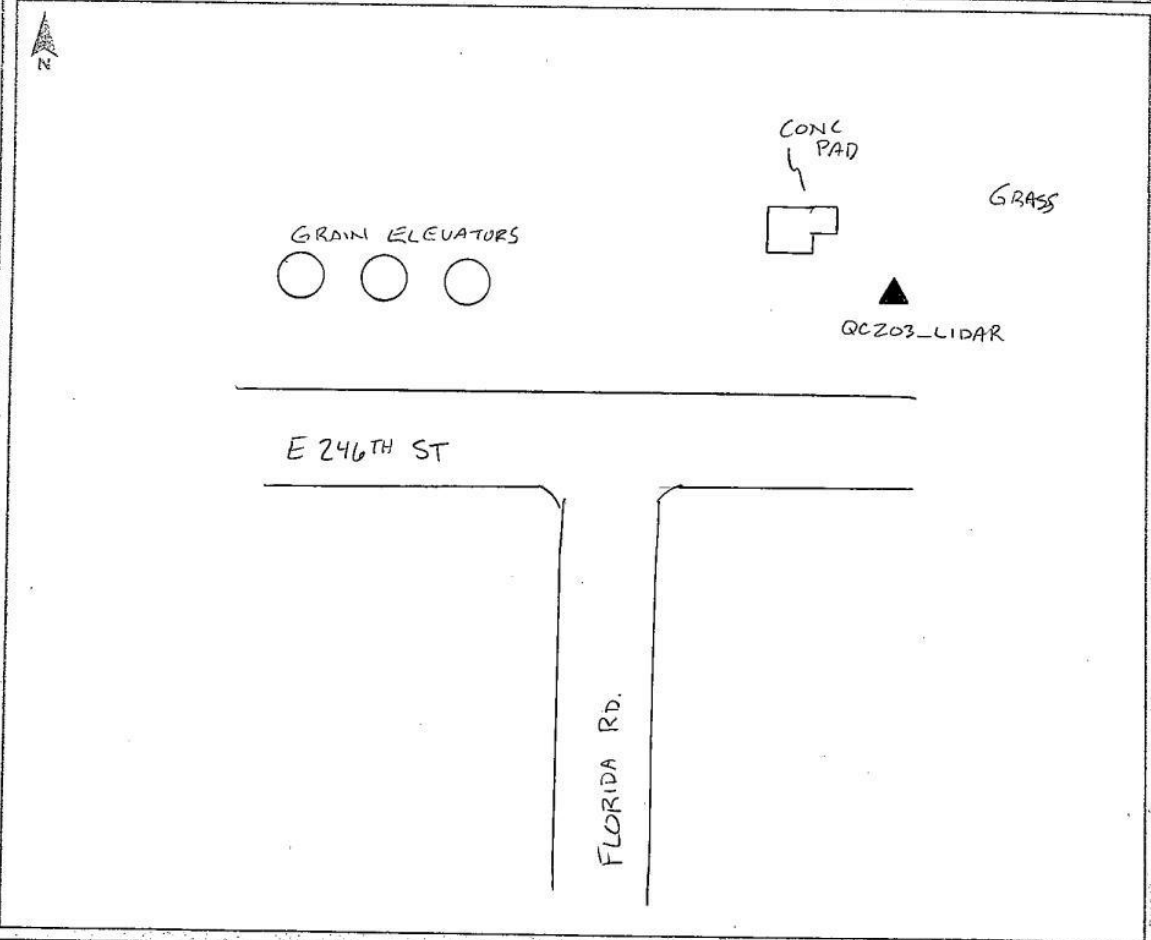 N
CONC
PAD
GRASS
GRAIN ELEVATORS
QC203_LIDAR
E 246TH ST
FLORIDA RD.